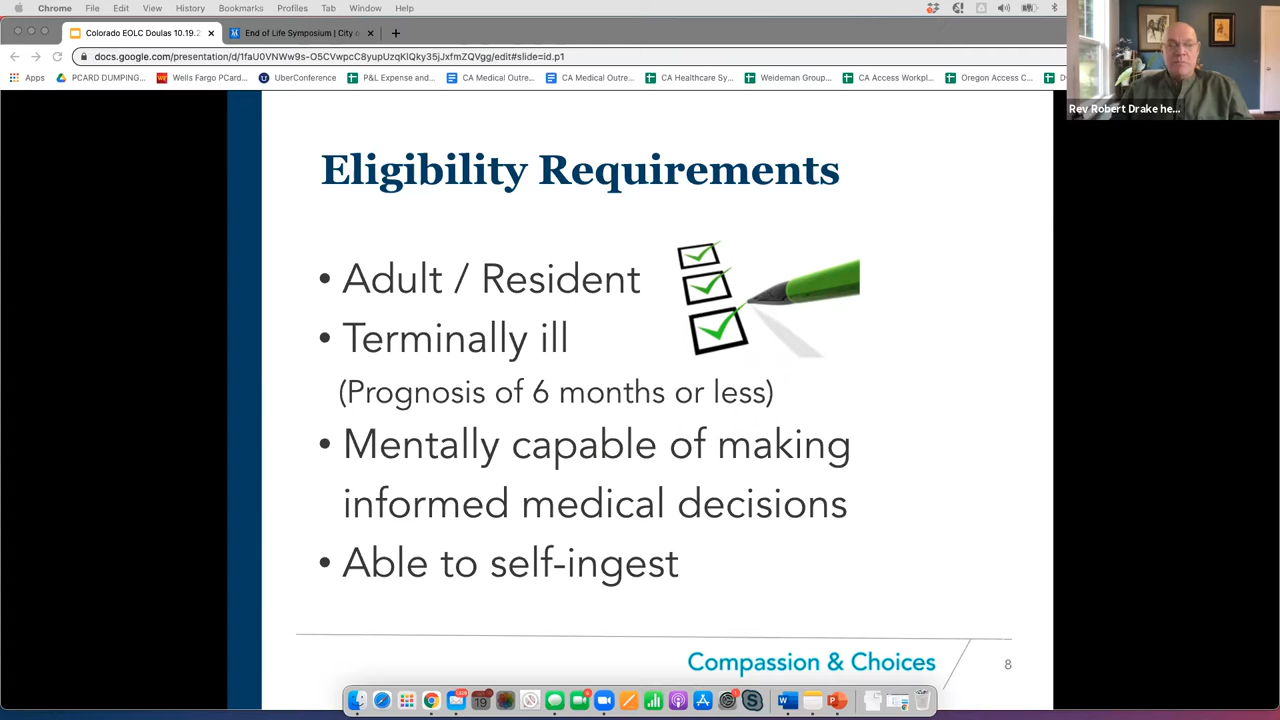 Chrome File Edit View History Bookmarks Profiles Tab Window Help
Colorado EOLC Doulas 10.19.2 End of Life Symposium | City
docs.google.com/presentation/d/1faU0VNWw9s-O5CVwpcC8yupUzqKlQky35jJxfmZQVgg/edit#slide=id.p1
Apps PCARD DUMPING... Wells Fargo PCard... UberConference P&L Expense and... CA Medical Outre... CA Medical Outre... CA Healthcare Sy... Weideman Group... CA Access Workpl... Oregon Access C...
Rev Robert Drake he...
Eligibility Requirements
• Adult / Resident
• Terminally ill
(Prognosis of 6 months or less)
• Mentally capable of making
informed medical decisions
• Able to self-ingest
Compassion & Choices
8
19